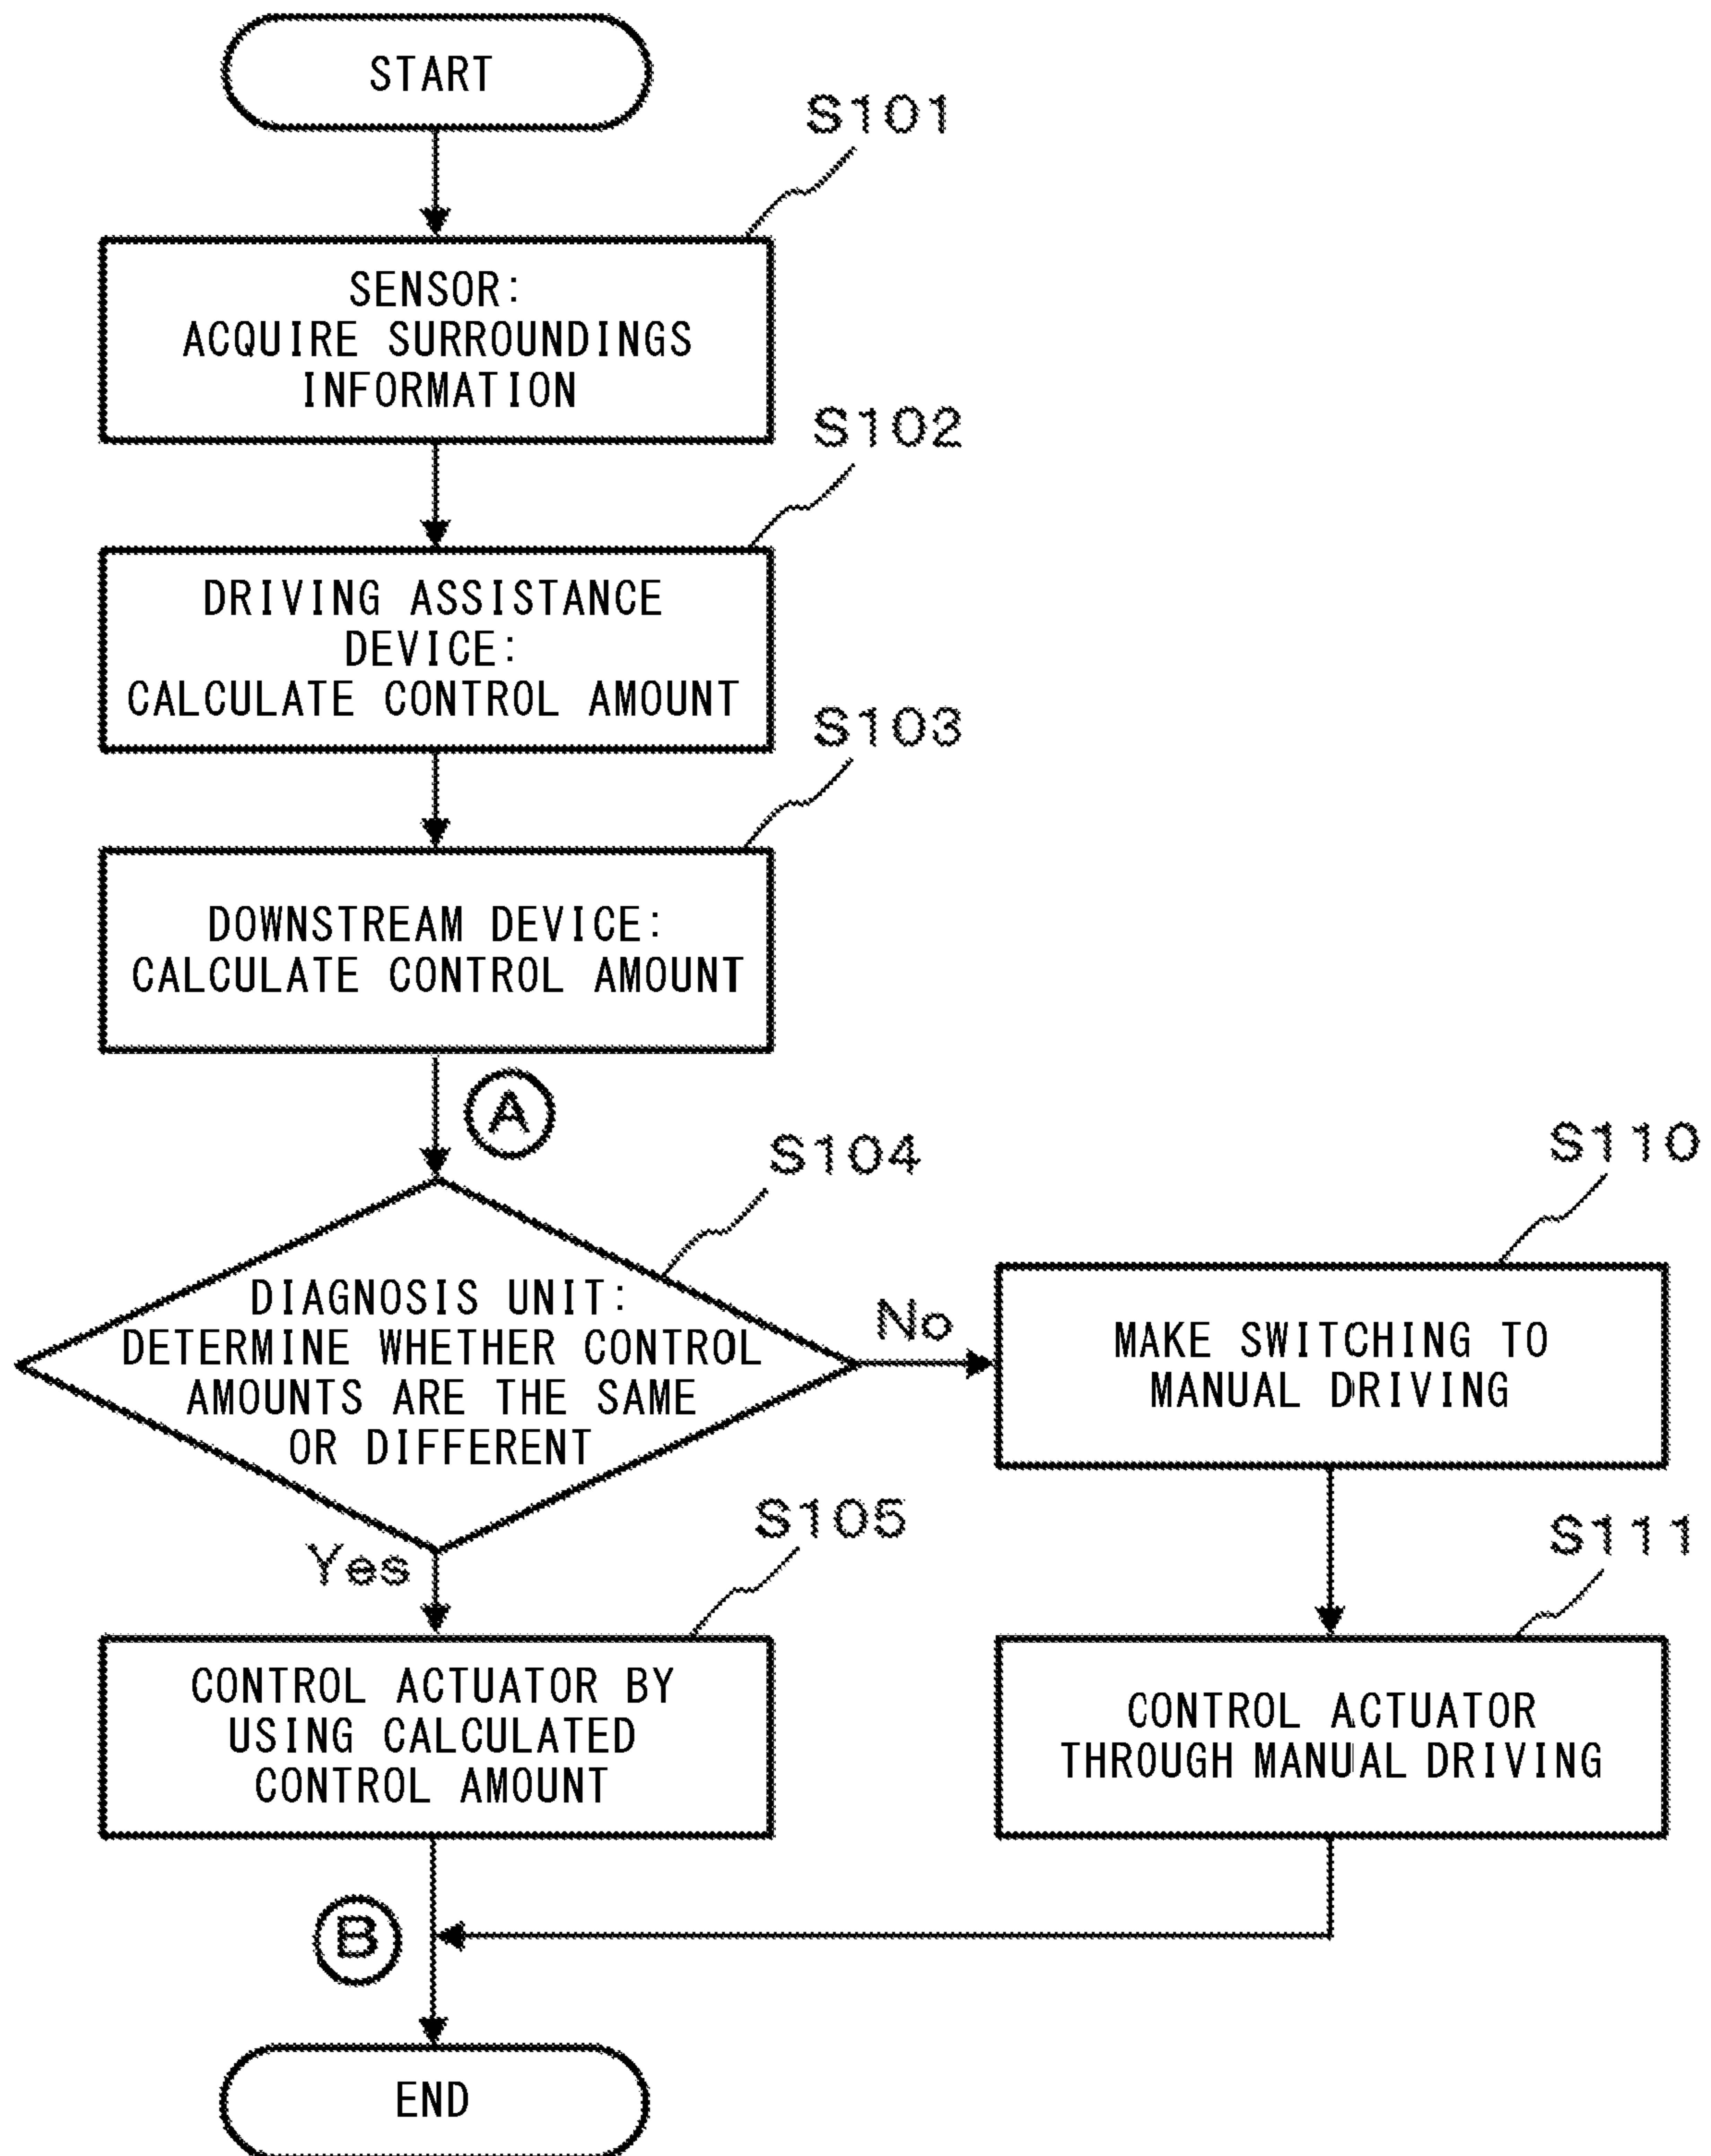 START
S101
SENSOR:
ACQUIRE SURROUNDINGS
INFORMATION
S102
DRIVING ASSISTANCE
DEVICE:
CALCULATE CONTROL AMOUNT
S103
DOWNSTREAM DEVICE:
CALCULATE CONTROL AMOUNT
A
S104
DIAGNOSIS UNIT:
DETERMINE WHETHER CONTROL
AMOUNTS ARE THE SAME
OR DIFFERENT
No
S110
MAKE SWITCHING TO
MANUAL DRIVING
Yes
S105
CONTROL ACTUATOR BY
USING CALCULATED
CONTROL AMOUNT
S111
CONTROL ACTUATOR
THROUGH MANUAL DRIVING
B
END